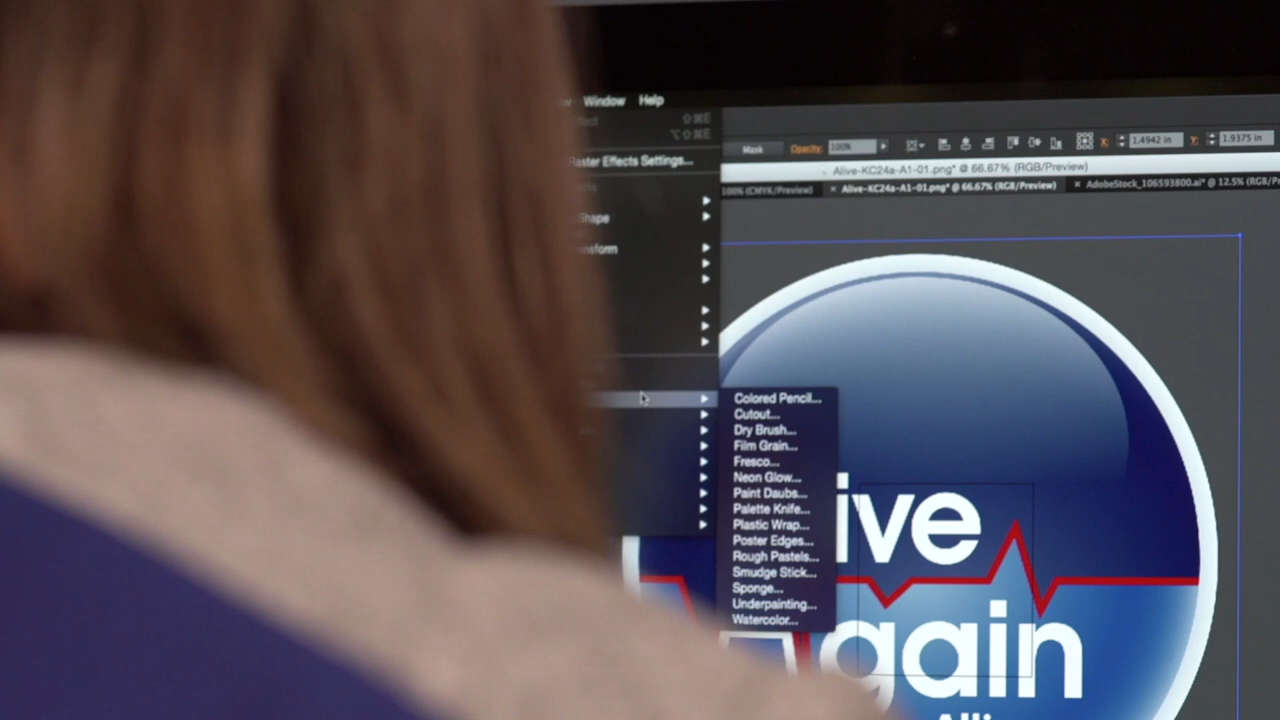 Window Help
⇧⌘E
⌥⇧⌘E
Raster Effects Settings...
Mask Opacity: 100% X: 1.4942 in Y: 1.9375 in
Alive-KC24a-A1-01.png* @ 66.67% (RGB/Preview)
100% (CMYK/Preview) × Alive-KC24a-A1-01.png* @ 66.67% (RGB/Preview) × AdobeStock_106593800.ai* @ 12.5% (RGB/Pr
Shape
nsform
Colored Pencil...
Cutout...
Dry Brush...
Film Grain...
Fresco...
Neon Glow...
Paint Daubs...
Palette Knife...
Plastic Wrap...
Poster Edges...
Rough Pastels...
Smudge Stick...
Sponge...
Underpainting...
Watercolor...
ive
gain
Alli